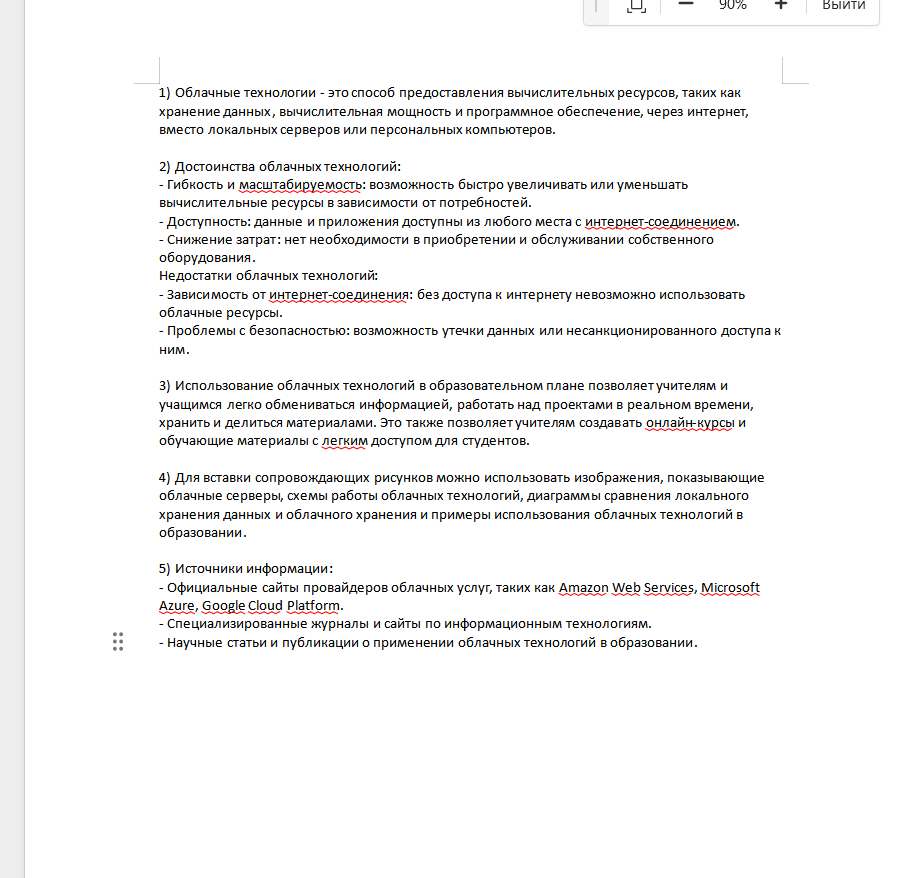 90%
Выйти
1) Облачные технологии - это способ предоставления вычислительных ресурсов, таких как
хранение данных, вычислительная мощность и программное обеспечение, через интернет,
вместо локальных серверов или персональных компьютеров.
2) Достоинства облачных технологий:
- Гибкость и масштабируемость: возможность быстро увеличивать или уменьшать
вычислительные ресурсы в зависимости от потребностей.
- Доступность: данные и приложения доступны из любого места с интернет-соединением.
- Снижение затрат: нет необходимости в приобретении и обслуживании собственного
оборудования.
Недостатки облачных технологий:
- Зависимость от интернет-соединения: без доступа к интернету невозможно использовать
облачные ресурсы.
- Проблемы с безопасностью: возможность утечки данных или несанкционированного доступа к
ним.
3) Использование облачных технологий в образовательном плане позволяет учителям и
учащимся легко обмениваться информацией, работать над проектами в реальном времени,
хранить и делиться материалами. Это также позволяет учителям создавать онлайн-курсы и
обучающие материалы с легким доступом для студентов.
4) Для вставки сопровождающих рисунков можно использовать изображения, показывающие
облачные серверы, схемы работы облачных технологий, диаграммы сравнения локального
хранения данных и облачного хранения и примеры использования облачных технологий в
образовании.
5) Источники информации:
- Официальные сайты провайдеров облачных услуг, таких как Amazon Web Services, Microsoft
Azure, Google Cloud Platform.
- Специализированные журналы и сайты по информационным технологиям.
- Научные статьи и публикации о применении облачных технологий в образовании.